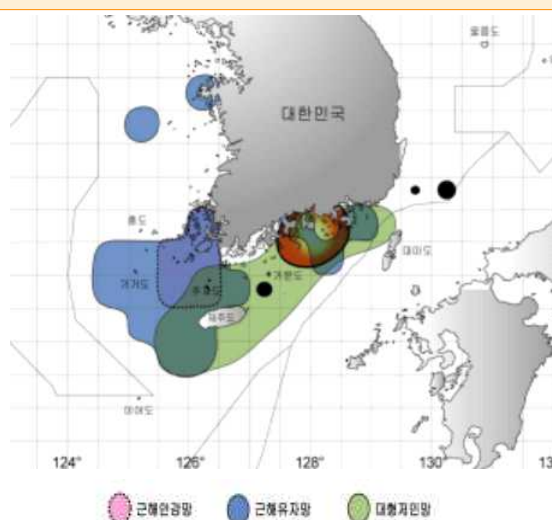 울릉도
대한민국
홍도
대마도
가거도
추자도
거문도
제주도
이어도
124°
126°
128°
130°
13
근해안강망
근해유자망
대형저인망